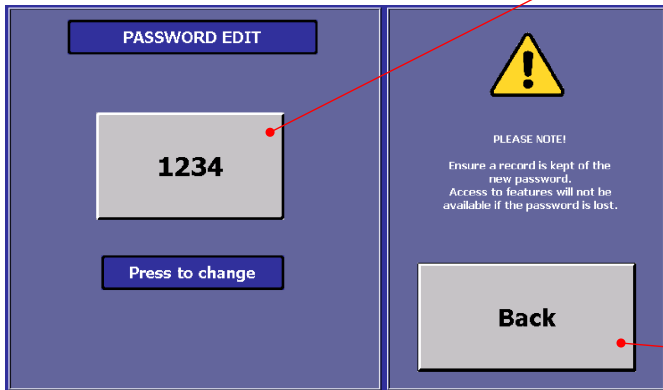 PASSWORD EDIT
1234
Press to change
PLEASE NOTE!
Ensure a record is kept of the
new password.
Access to features will not be
available if the password is lost.
Back